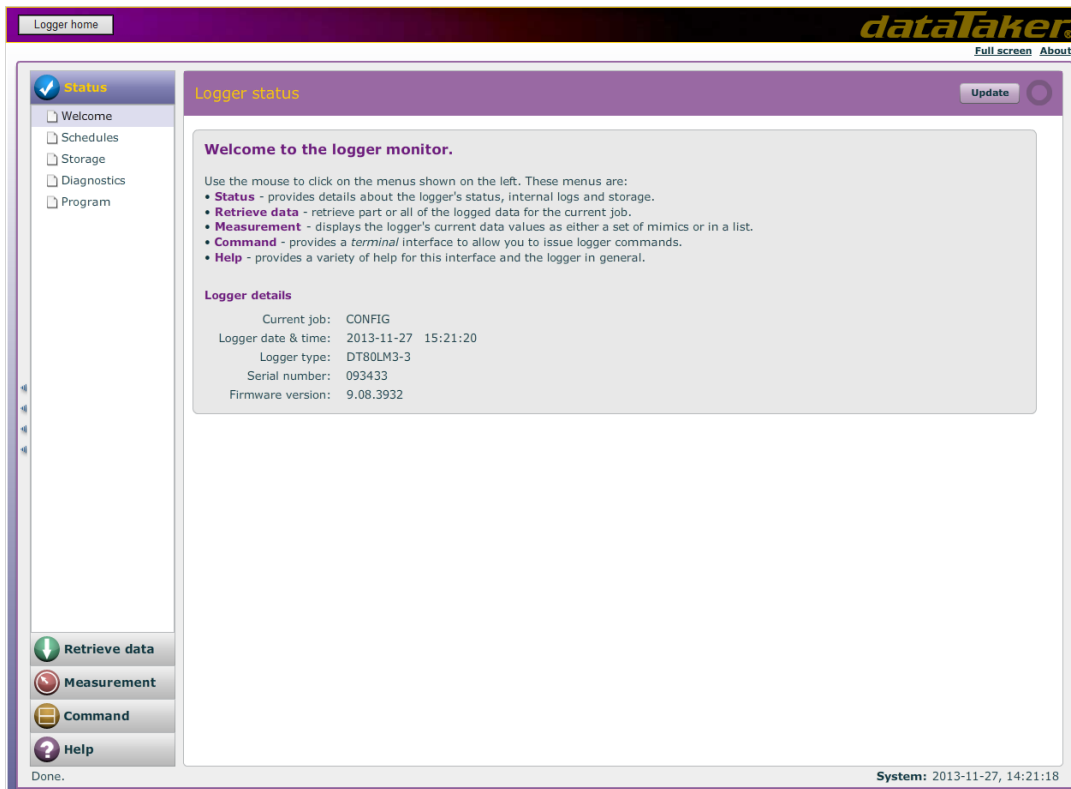 Logger home
dataTaker®
Full screen About
Status
Welcome
Schedules
Storage
Diagnostics
Program
Retrieve data
Measurement
Command
Help
Logger status
Update
Welcome to the logger monitor.
Use the mouse to click on the menus shown on the left. These menus are:
• Status - provides details about the logger's status, internal logs and storage.
• Retrieve data - retrieve part or all of the logged data for the current job.
• Measurement - displays the logger's current data values as either a set of mimics or in a list.
• Command - provides a terminal interface to allow you to issue logger commands.
• Help - provides a variety of help for this interface and the logger in general.
Logger details
Current job: CONFIG
Logger date & time: 2013-11-27 15:21:20
Logger type: DT80LM3-3
Serial number: 093433
Firmware version: 9.08.3932
Done.
System: 2013-11-27, 14:21:18